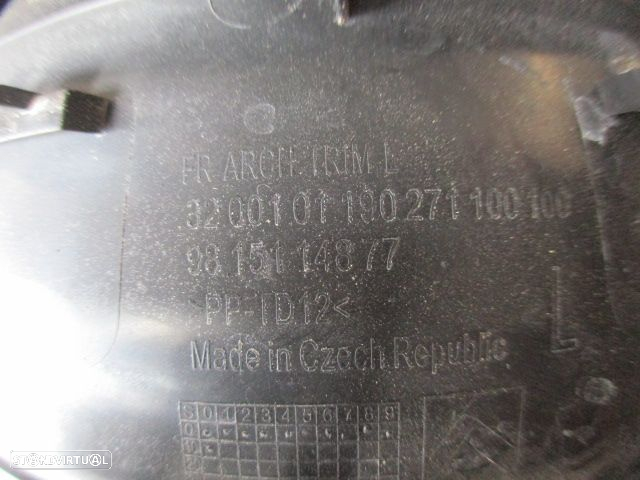 FR ARCH TRIM L
32 001 01 190 271 100 100
98 151 148 77
>PP-TD12<
Made in Czech Republic
L
S 0 1 2 3 4 5 6 7 8 9
0
STANDVIRTUAL